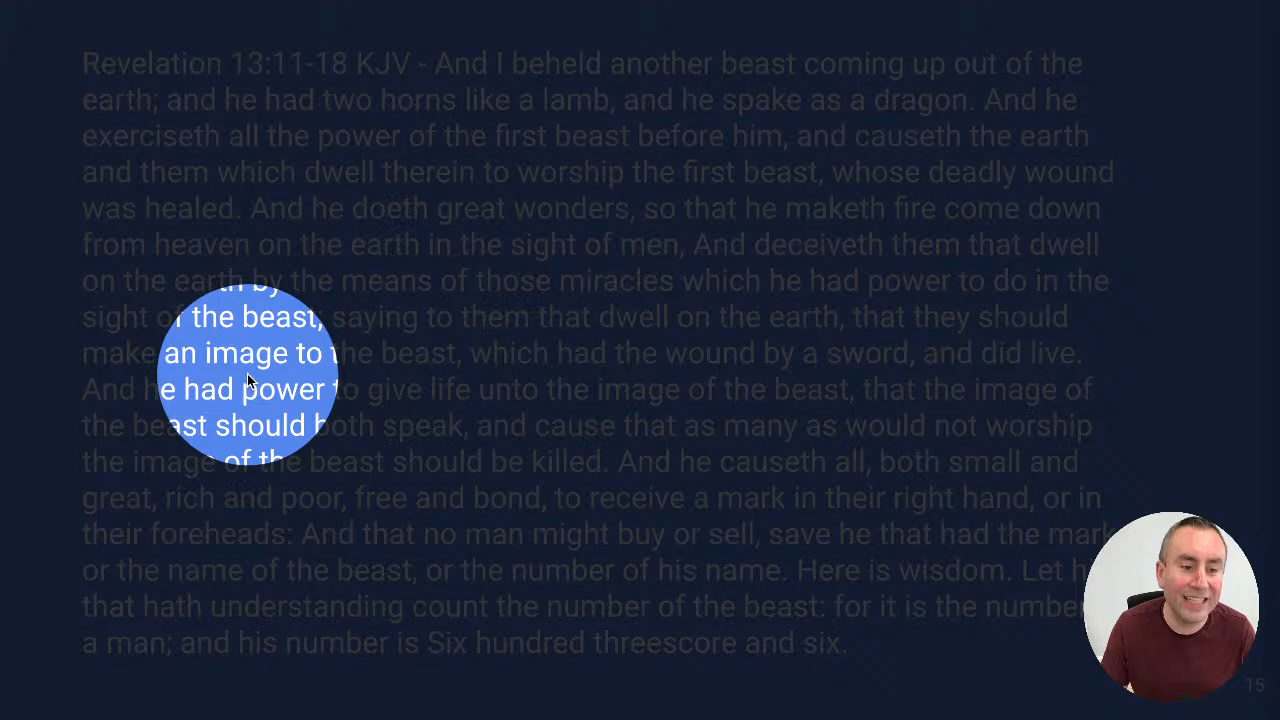 Revelation 13:11-18 KJV - And I beheld another beast coming up out of the
earth; and he had two horns like a lamb, and he spake as a dragon. And he
exerciseth all the power of the first beast before him, and causeth the earth
and them which dwell therein to worship the first beast, whose deadly wound
was healed. And he doeth great wonders, so that he maketh fire come down
from heaven on the earth in the sight of men, And deceiveth them that dwell
on the earth by the means of those miracles which he had power to do in the
sight of the beast, saying to them that dwell on the earth, that they should
make an image to the beast, which had the wound by a sword, and did live.
And he had power to give life unto the image of the beast, that the image of
the beast should both speak, and cause that as many as would not worship
the image of the beast should be killed. And he causeth all, both small and
great, rich and poor, free and bond, to receive a mark in their right hand, or in
their foreheads: And that no man might buy or sell, save he that had the mark
or the name of the beast, or the number of his name. Here is wisdom. Let
that hath understanding count the number of the beast: for it is the number
a man; and his number is Six hundred threescore and six.
15